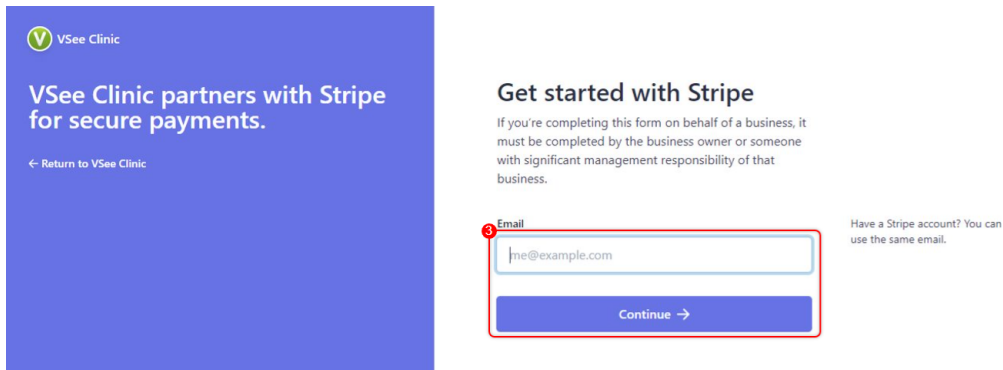 VSee Clinic
VSee Clinic partners with Stripe
for secure payments.
← Return to VSee Clinic
Get started with Stripe
If you're completing this form on behalf of a business, it
must be completed by the business owner or someone
with significant management responsibility of that
business.
3
Email
me@example.com
Continue →
Have a Stripe account? You can
use the same email.